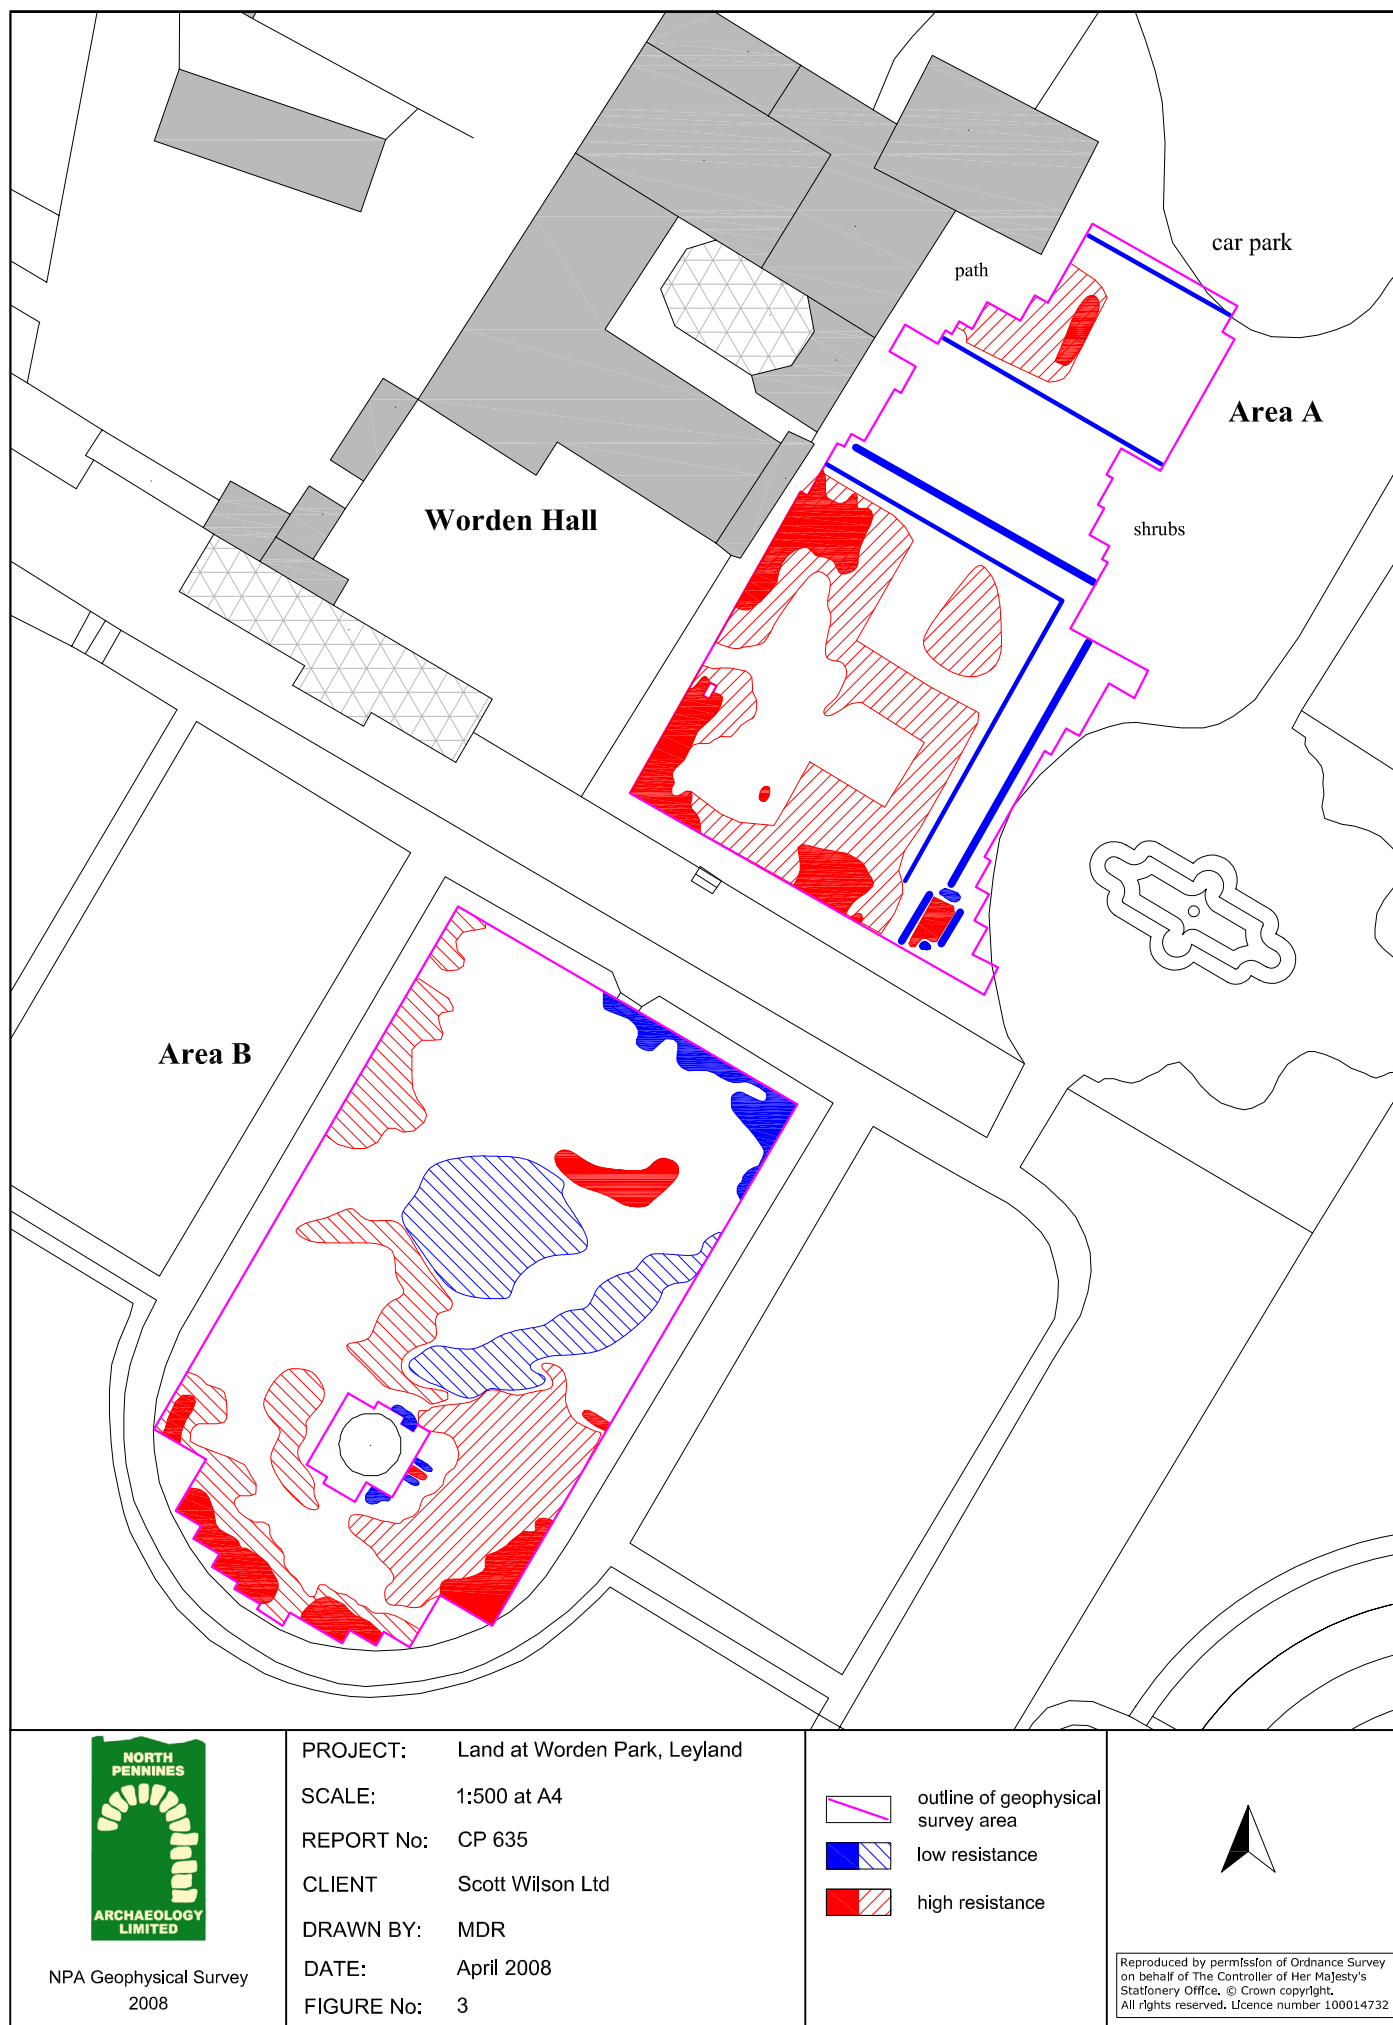 car park
path
Area A
Worden Hall
shrubs
Area B
NORTH
PENNINES
ARCHAEOLOGY
LIMITED
NPA Geophysical Survey
2008
PROJECT: Land at Worden Park, Leyland
SCALE: 1:500 at A4
REPORT No: CP 635
CLIENT Scott Wilson Ltd
DRAWN BY: MDR
DATE: April 2008
FIGURE No: 3
outline of geophysical
survey area
low resistance
high resistance
Reproduced by permission of Ordnance Survey
on behalf of The Controller of Her Majesty's
Stationery Office. © Crown copyright.
All rights reserved. Licence number 100014732